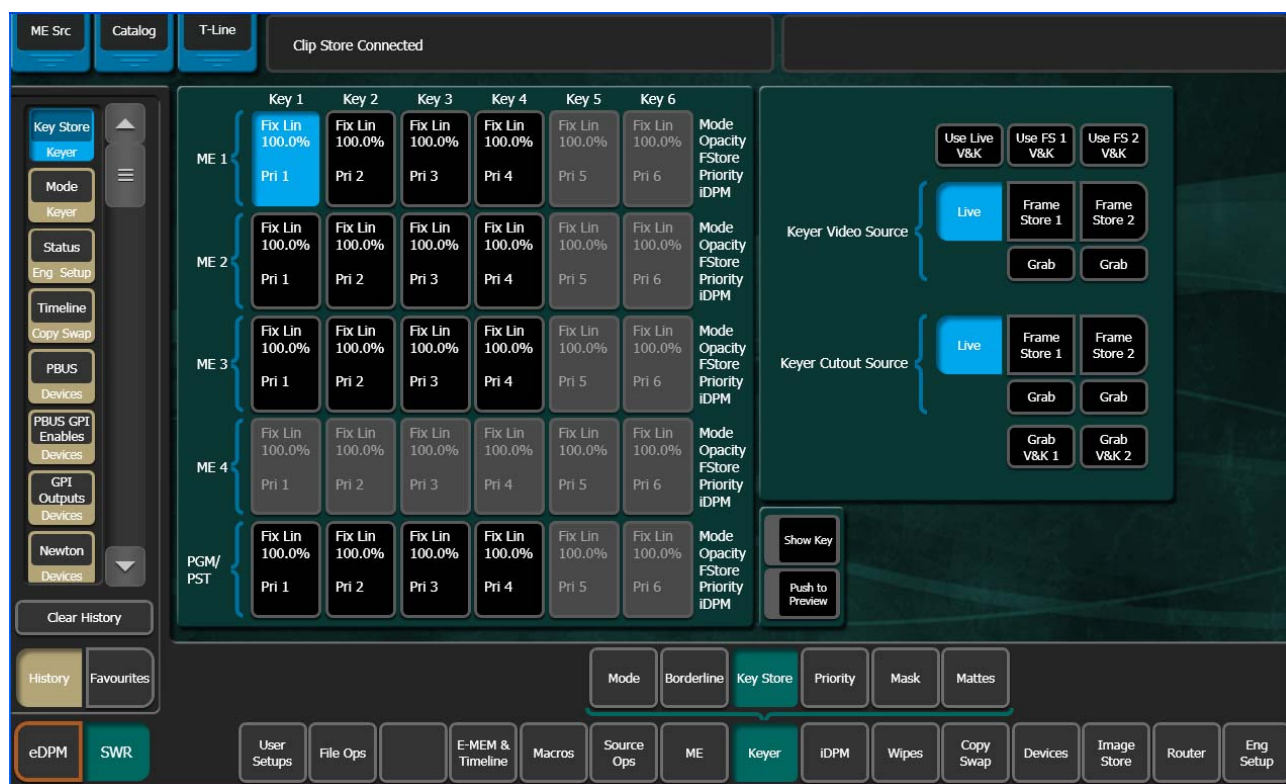 ME Src
Catalog
T-Line
Clip Store Connected
Key Store
Keyer
Mode
Keyer
Status
Eng Setup
Timeline
Copy Swap
PBUS
Devices
PBUS GPI
Enables
Devices
GPI
Outputs
Devices
Newton
Devices
Clear History
History
Favourites
Key 1 Key 2 Key 3 Key 4 Key 5 Key 6
ME 1
Fix Lin Fix Lin Fix Lin Fix Lin Fix Lin Fix Lin Mode
100.0% 100.0% 100.0% 100.0% 100.0% 100.0% Opacity
FStore
Pri 1 Pri 2 Pri 3 Pri 4 Pri 5 Pri 6 Priority
iDPM
ME 2
Fix Lin Fix Lin Fix Lin Fix Lin Fix Lin Fix Lin Mode
100.0% 100.0% 100.0% 100.0% 100.0% 100.0% Opacity
FStore
Pri 1 Pri 2 Pri 3 Pri 4 Pri 5 Pri 6 Priority
iDPM
ME 3
Fix Lin Fix Lin Fix Lin Fix Lin Fix Lin Fix Lin Mode
100.0% 100.0% 100.0% 100.0% 100.0% 100.0% Opacity
FStore
Pri 1 Pri 2 Pri 3 Pri 4 Pri 5 Pri 6 Priority
iDPM
ME 4
Fix Lin Fix Lin Fix Lin Fix Lin Fix Lin Fix Lin Mode
100.0% 100.0% 100.0% 100.0% 100.0% 100.0% Opacity
FStore
Pri 1 Pri 2 Pri 3 Pri 4 Pri 5 Pri 6 Priority
iDPM
PGM/
PST
Fix Lin Fix Lin Fix Lin Fix Lin Fix Lin Fix Lin Mode
100.0% 100.0% 100.0% 100.0% 100.0% 100.0% Opacity
FStore
Pri 1 Pri 2 Pri 3 Pri 4 Pri 5 Pri 6 Priority
iDPM
Use Live
V&K
Use FS 1
V&K
Use FS 2
V&K
Keyer Video Source
Live
Frame
Store 1
Frame
Store 2
Grab
Grab
Keyer Cutout Source
Live
Frame
Store 1
Frame
Store 2
Grab
Grab
Grab
V&K 1
Grab
V&K 2
Show Key
Push to
Preview
Mode
Borderline
Key Store
Priority
Mask
Mattes
eDPM
SWR
User
Setups
File Ops
E-MEM &
Timeline
Macros
Source
Ops
ME
Keyer
iDPM
Wipes
Copy
Swap
Devices
Image
Store
Router
Eng
Setup